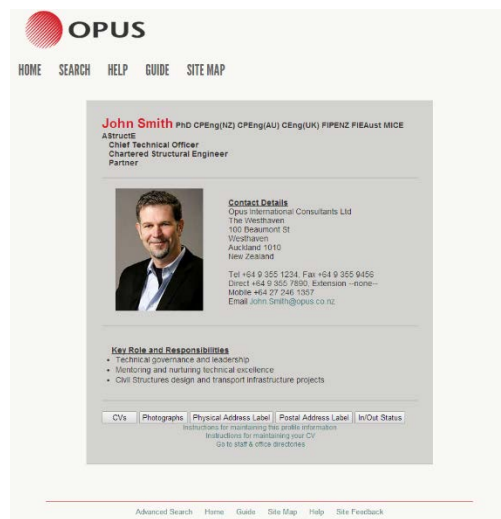 OPUS
HOME SEARCH HELP GUIDE SITE MAP
John Smith PhD CPEng(NZ) CPEng(AU) CEng(UK) FIPENZ FIEAust MICE
AStructE
Chief Technical Officer
Chartered Structural Engineer
Partner
Contact Details
Opus International Consultants Ltd
The Westhaven
100 Beaumont St
Westhaven
Auckland 1010
New Zealand
Tel +64 9 355 1234, Fax +64 9 355 9456
Direct +64 9 355 7890, Extension --none--
Mobile +64 27 246 1357
Email John.Smith@opus.co.nz
Key Role and Responsibilities
• Technical governance and leadership
• Mentoring and nurturing technical excellence
• Civil Structures design and transport infrastructure projects
CVs Photographs Physical Address Label Postal Address Label In/Out Status
Instructions for maintaining this profile information
Instructions for maintaining your CV
Go to staff & office directories
Advanced Search Home Guide Site Map Help Site Feedback